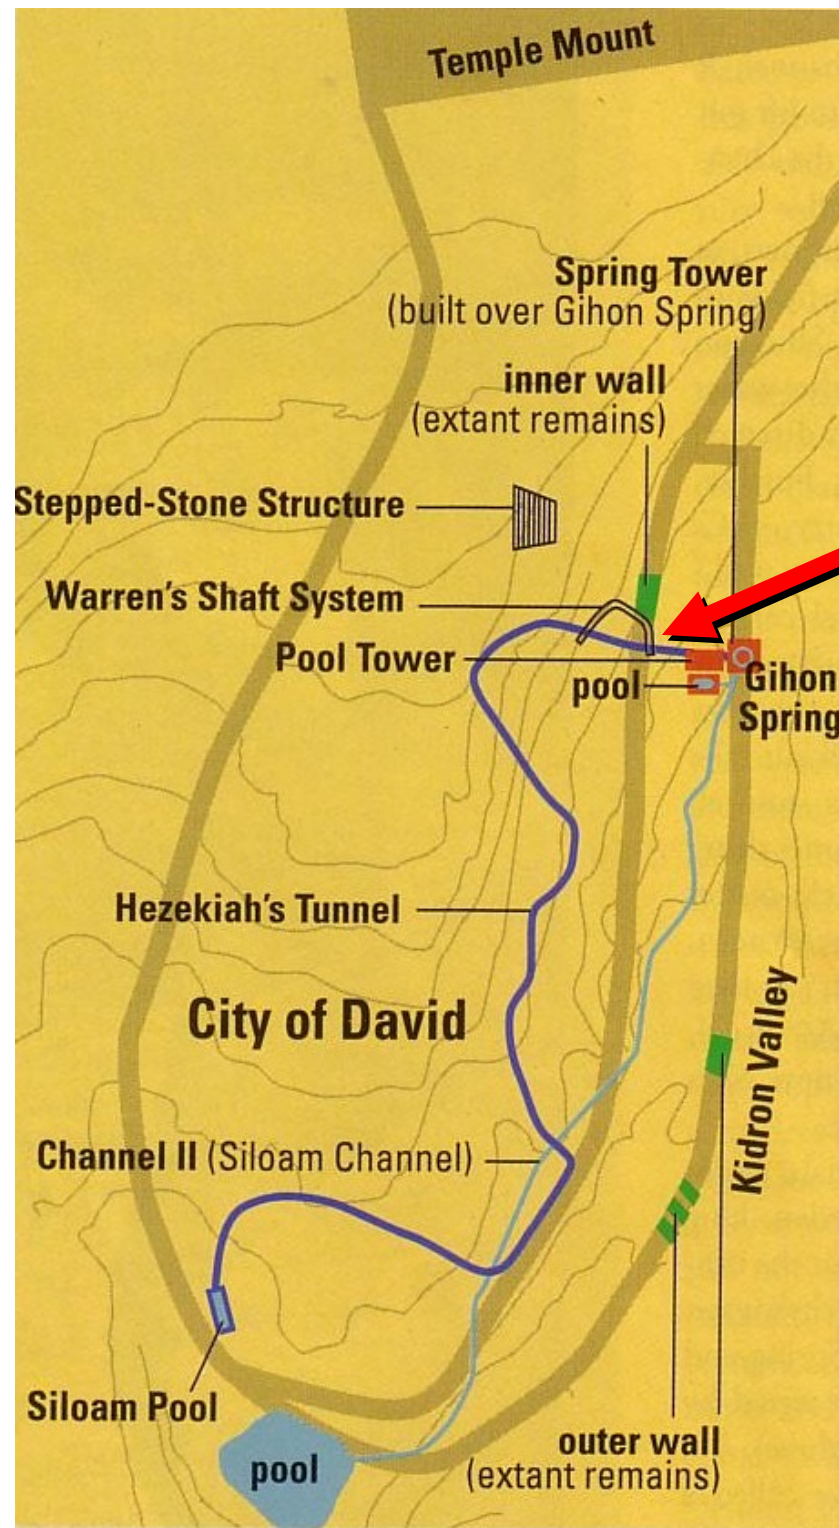 Temple Mount
Spring Tower
(built over Gihon Spring)
inner wall
(extant remains)
Stepped-Stone Structure
Warren's Shaft System
Pool Tower
pool
Gihon
Spring
Hezekiah's Tunnel
City of David
Kidron Valley
Channel II (Siloam Channel)
Siloam Pool
pool
outer wall
(extant remains)